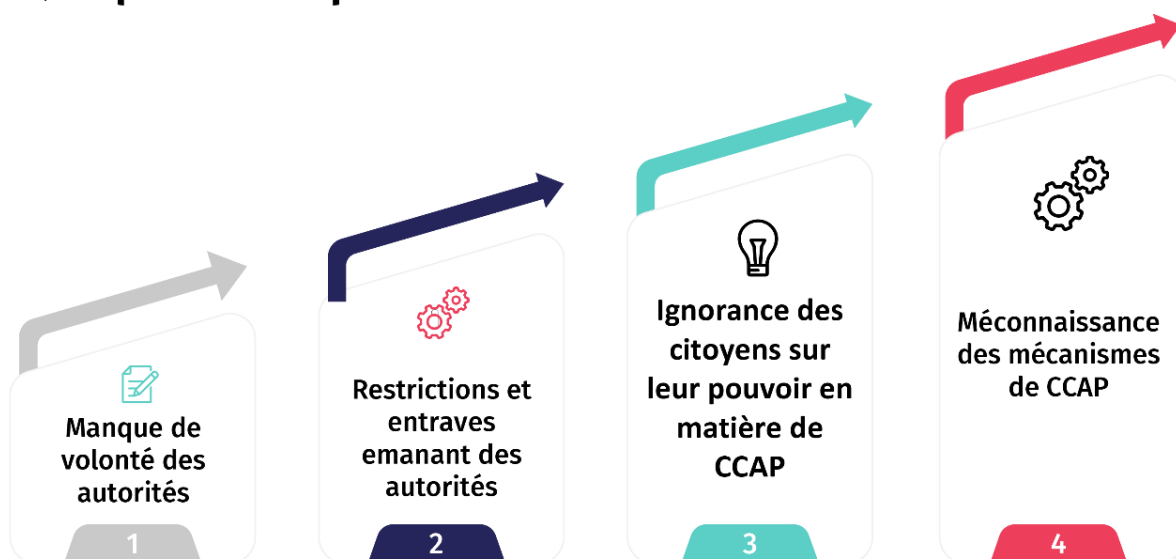 Manque de
volonté des
autorités
1
Restrictions et
entraves
emanant des
autorités
2
Ignorance des
citoyens sur
leur pouvoir en
matière de
CCAP
3
Méconnaissance
des mécanismes
de CCAP
4